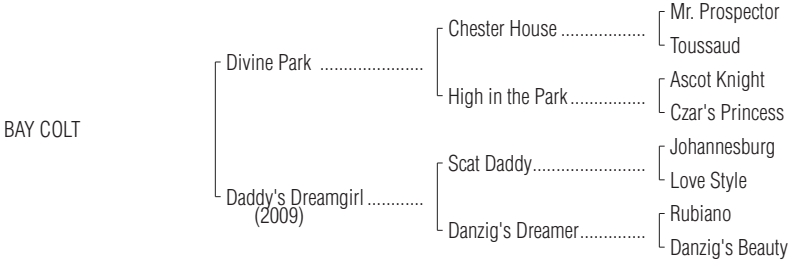 Mr. Prospector
Chester House ..................
Toussaud
Divine Park ......................
Ascot Knight
High in the Park................
Czar's Princess
BAY COLT
Johannesburg
Scat Daddy........................
Love Style
Daddy's Dreamgirl ............
(2009)
Rubiano
Danzig's Dreamer..............
Danzig's Beauty